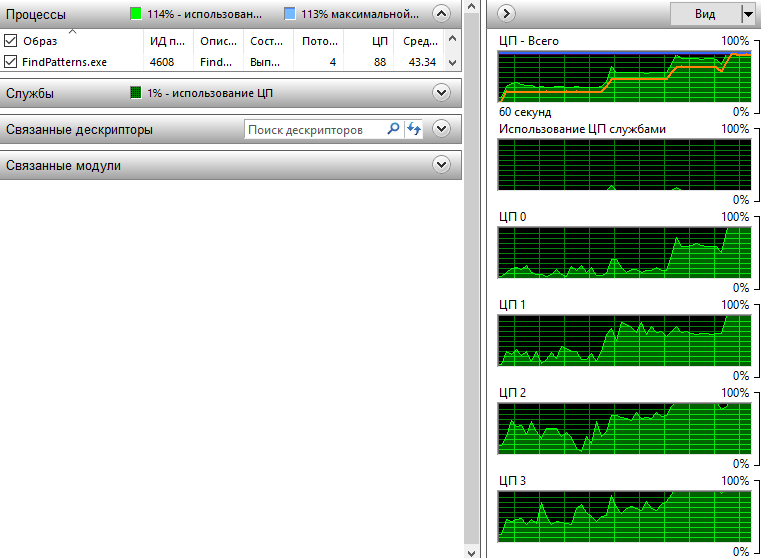 Процессы 114% - использован... 113% максимальной...
Образ ИД п... Опис... Сост... Пото... ЦП Сред...
FindPatterns.exe 4608 Find... Вып... 4 88 43.34
Службы 1% - использование ЦП
Связанные дескрипторы Поиск дескрипторов
Связанные модули
Вид
ЦП - Всего 100%
60 секунд 0%
Использование ЦП службами 100%
0%
ЦП 0 100%
0%
ЦП 1 100%
0%
ЦП 2 100%
0%
ЦП 3 100%
0%